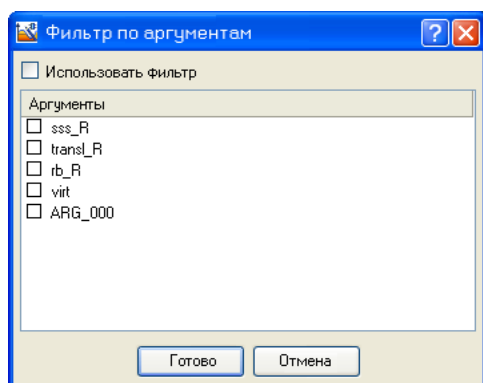 Фильтр по аргументам
Использовать фильтр
Аргументы
sss_R
transl_R
rb_R
virt
ARG_000
Готово Отмена